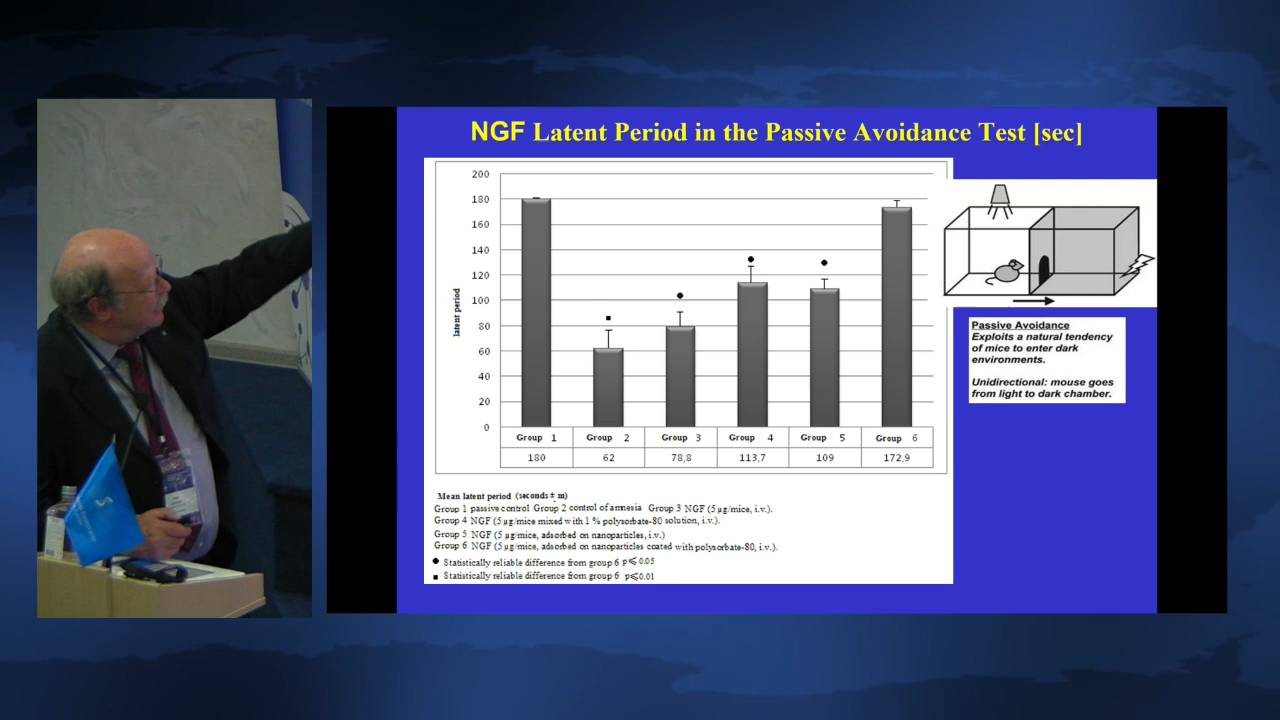 NGF Latent Period in the Passive Avoidance Test [sec]
200
180
160
140
120
100
80
60
40
20
0
latent period
Group 1 Group 2 Group 3 Group 4 Group 5 Group 6
180 62 78,8 113,7 109 172,9
Mean latent period (seconds ± m)
Group 1 passive control Group 2 control of amnesia Group 3 NGF (5 µg/mice, i.v.).
Group 4 NGF (5 µg/mice mixed with 1 % polysorbate-80 solution, i.v.).
Group 5 NGF (5 µg/mice, adsorbed on nanoparticles, i.v.)
Group 6 NGF (5 µg/mice, adsorbed on nanoparticles coated with polysorbate-80, i.v.).
● Statistically reliable difference from group 6 p⩽0.05
■ Statistically reliable difference from group 6 p⩽0.01
Passive Avoidance
Exploits a natural tendency
of mice to enter dark
environments.
Unidirectional: mouse goes
from light to dark chamber.